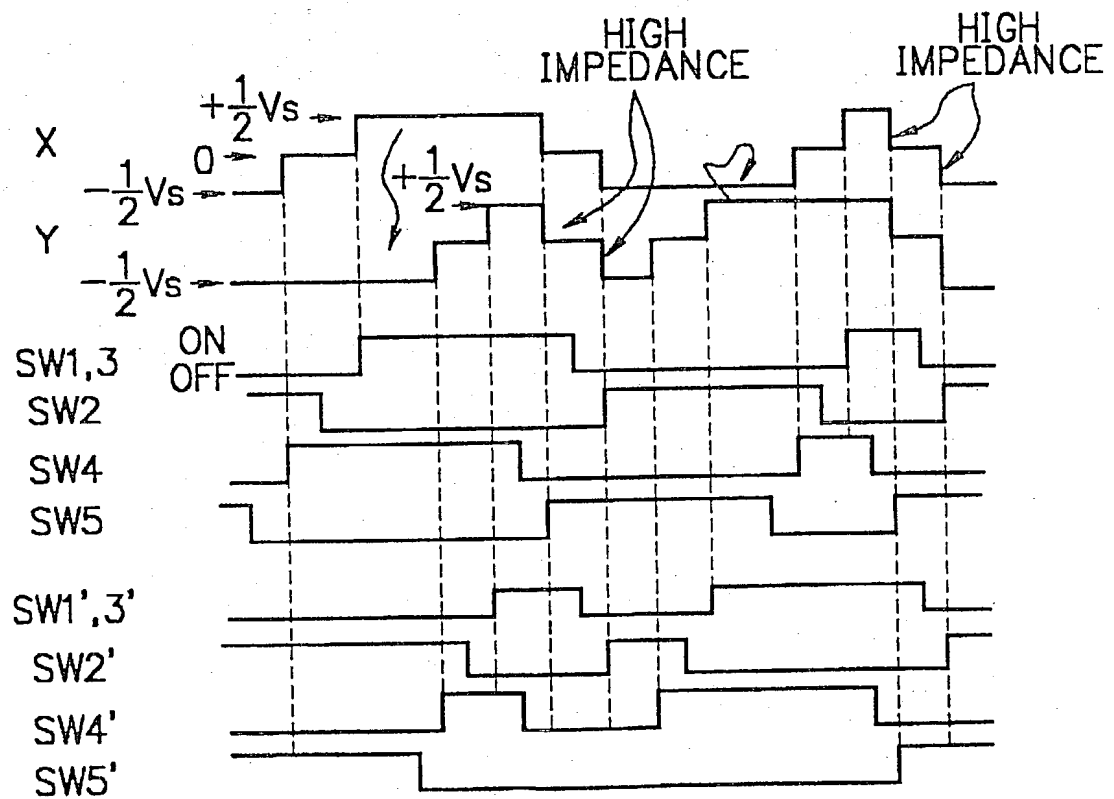 HIGH
IMPEDANCE
HIGH
IMPEDANCE
+1/2Vs
X
0
-1/2Vs
+1/2Vs
Y
-1/2Vs
ON
SW1,3
OFF
SW2
SW4
SW5
SW1',3'
SW2'
SW4'
SW5'